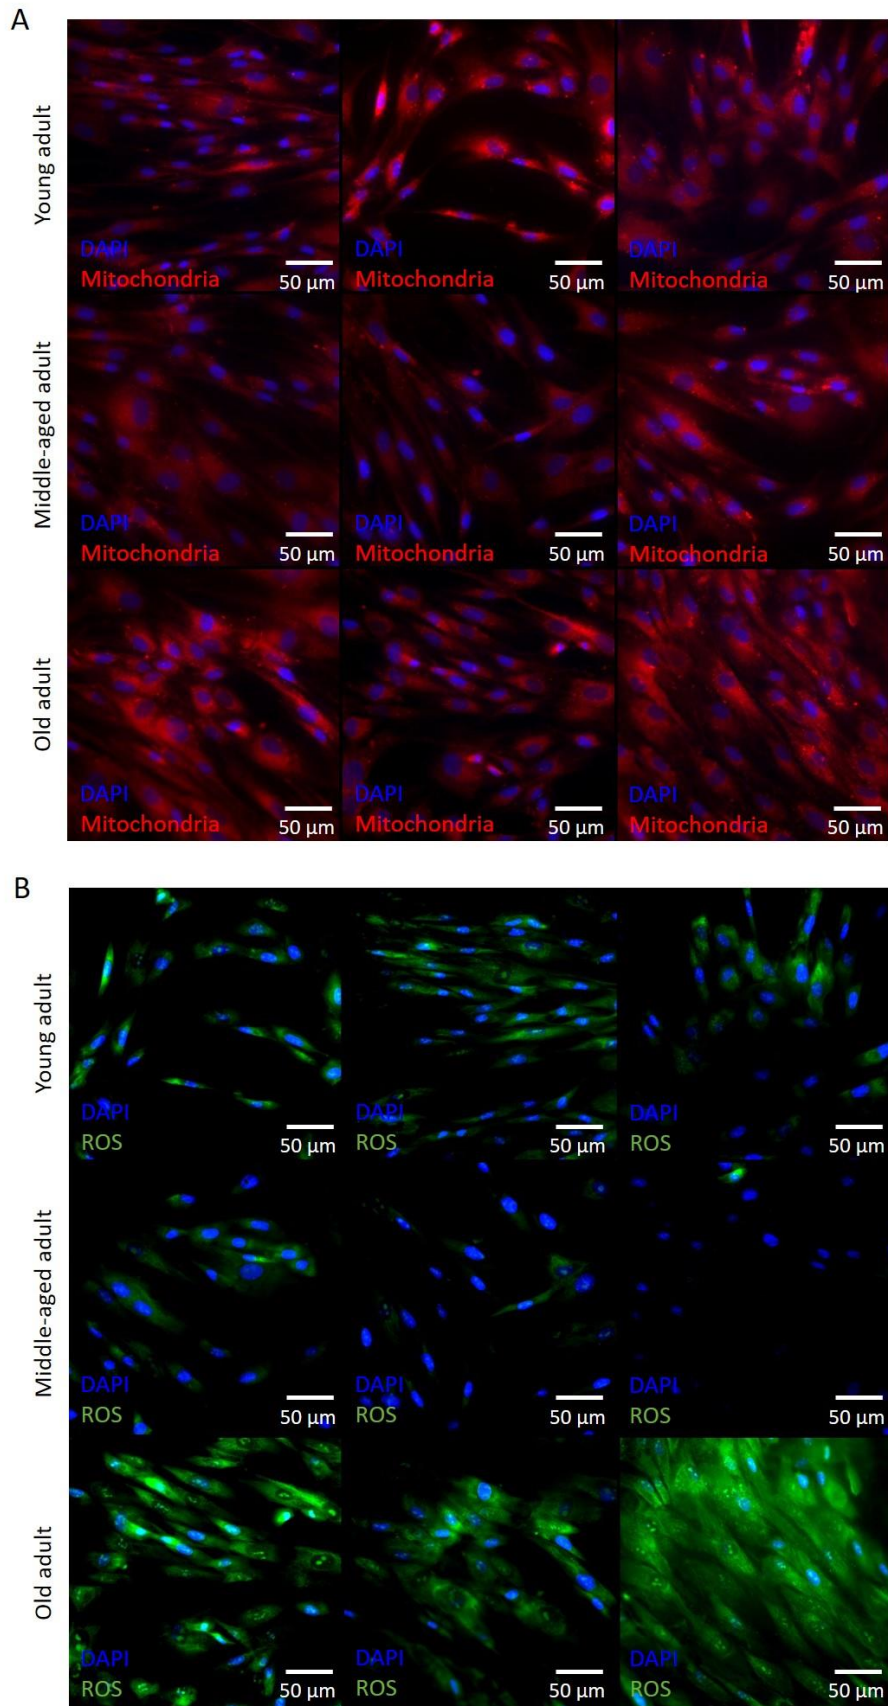 A
Young adult
DAPI
Mitochondria
50 µm
DAPI
Mitochondria
50 µm
DAPI
Mitochondria
50 µm
Middle-aged adult
DAPI
Mitochondria
50 µm
DAPI
Mitochondria
50 µm
DAPI
Mitochondria
50 µm
Old adult
DAPI
Mitochondria
50 µm
DAPI
Mitochondria
50 µm
DAPI
Mitochondria
50 µm
B
Young adult
DAPI
ROS
50 µm
DAPI
ROS
50 µm
DAPI
ROS
50 µm
Middle-aged adult
DAPI
ROS
50 µm
DAPI
ROS
50 µm
DAPI
ROS
50 µm
Old adult
DAPI
ROS
50 µm
DAPI
ROS
50 µm
DAPI
ROS
50 µm